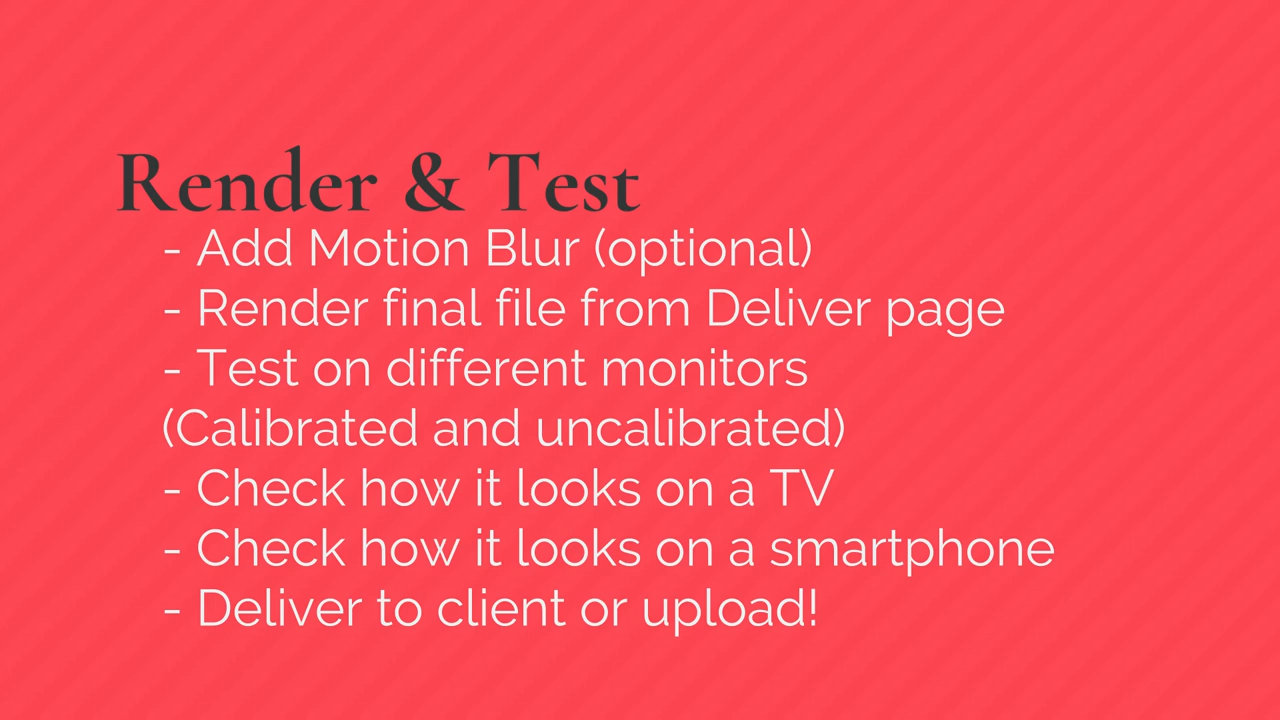 Render & Test
- Add Motion Blur (optional)
- Render final file from Deliver page
- Test on different monitors
(Calibrated and uncalibrated)
- Check how it looks on a TV
- Check how it looks on a smartphone
- Deliver to client or upload!